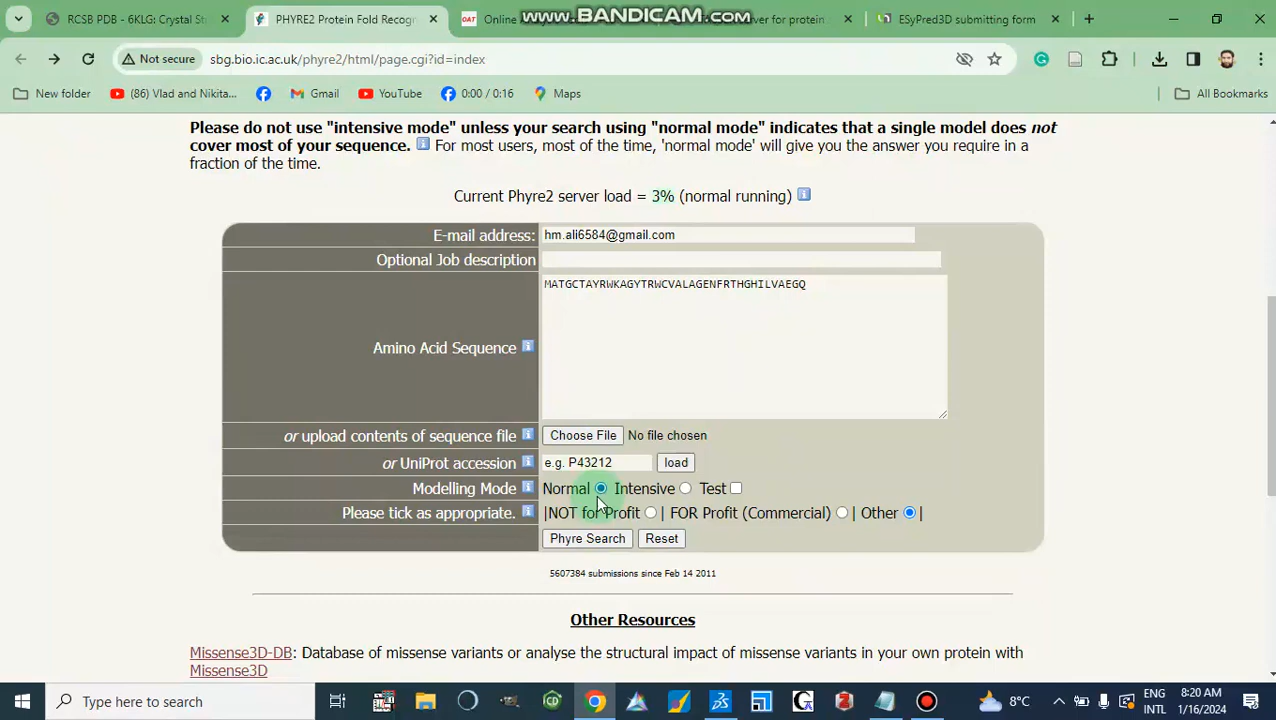 www.BANDICAM.com
RCSB PDB - 6KLG: Crystal St
PHYRE2 Protein Fold Recogn
Online
server for protein
ESyPred3D submitting form
Not secure
sbg.bio.ic.ac.uk/phyre2/html/page.cgi?id=index
New folder
(86) Vlad and Nikita...
Gmail
YouTube
0:00 / 0:16
Maps
All Bookmarks
Please do not use "intensive mode" unless your search using "normal mode" indicates that a single model does not
cover most of your sequence. For most users, most of the time, 'normal mode' will give you the answer you require in a
fraction of the time.
Current Phyre2 server load = 3% (normal running)
E-mail address: hm.ali6584@gmail.com
Optional Job description
Amino Acid Sequence
MATGCTAYRWKAGYTRWCVALAGENFRTHGHILVAEGQ
or upload contents of sequence file Choose File No file chosen
or UniProt accession e.g. P43212 load
Modelling Mode Normal Intensive Test
Please tick as appropriate. |NOT for Profit | FOR Profit (Commercial) | Other |
Phyre Search Reset
5607384 submissions since Feb 14 2011
Other Resources
Missense3D-DB: Database of missense variants or analyse the structural impact of missense variants in your own protein with
Missense3D
Type here to search
8°C
ENG
INTL
8:20 AM
1/16/2024